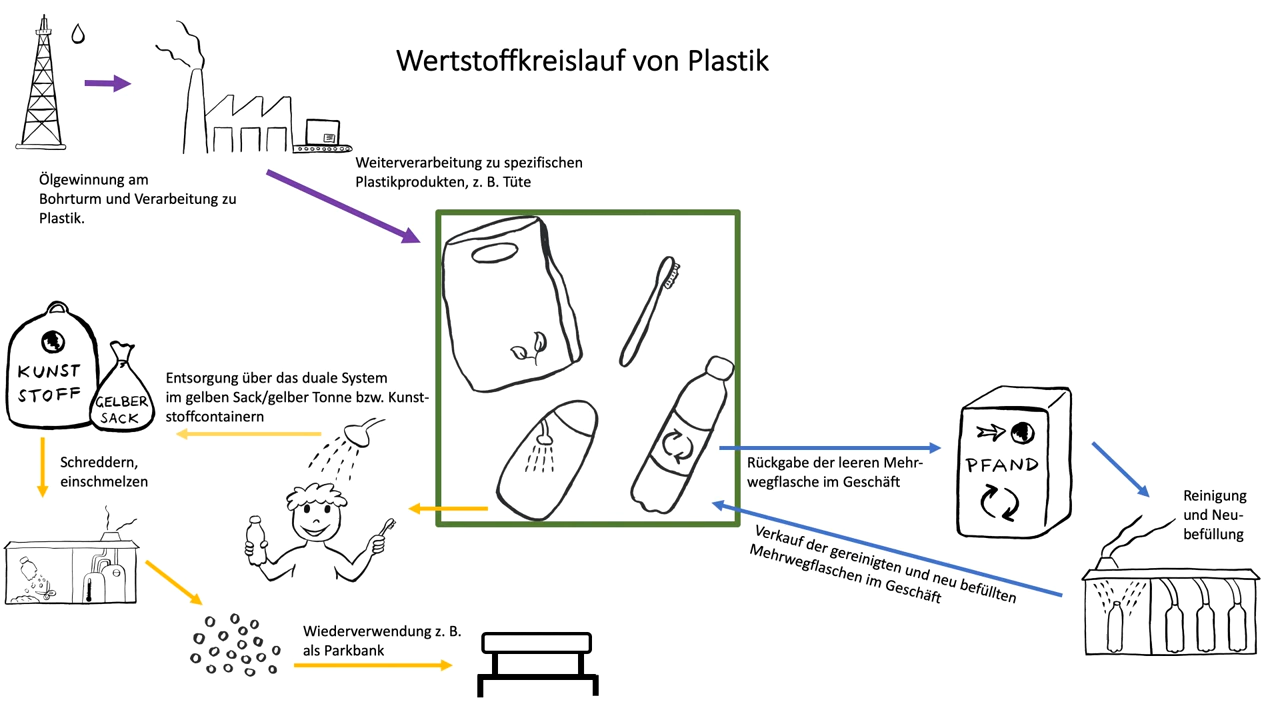 Wertstoffkreislauf von Plastik
Ölgewinnung am
Bohrturm und Verarbeitung zu
Plastik.
Weiterverarbeitung zu spezifischen
Plastikprodukten, z. B. Tüte
KUNST
STOFF
GELBER
SACK
Entsorgung über das duale System
im gelben Sack/gelber Tonne bzw. Kunst-
stoffcontainern
Schreddern,
einschmelzen
Wiederverwendung z. B.
als Parkbank
Rückgabe der leeren Mehr-
wegflasche im Geschäft
PFAND
Reinigung
und Neu-
befüllung
Verkauf der gereinigten und neu befüllten
Mehrwegflaschen im Geschäft